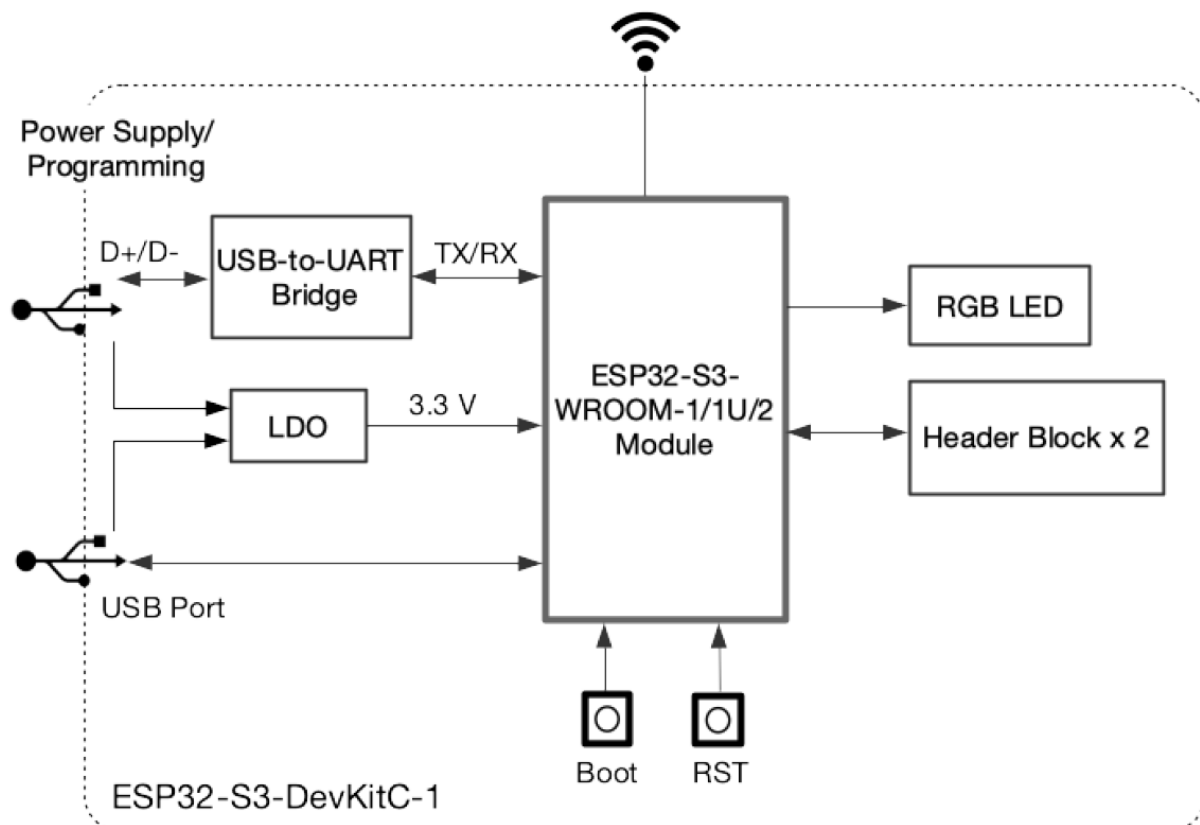 Power Supply/
Programming
D+/D-
USB-to-UART
Bridge
TX/RX
RGB LED
ESP32-S3-
WROOM-1/1U/2
Module
LDO
3.3 V
Header Block x 2
USB Port
Boot
RST
ESP32-S3-DevKitC-1